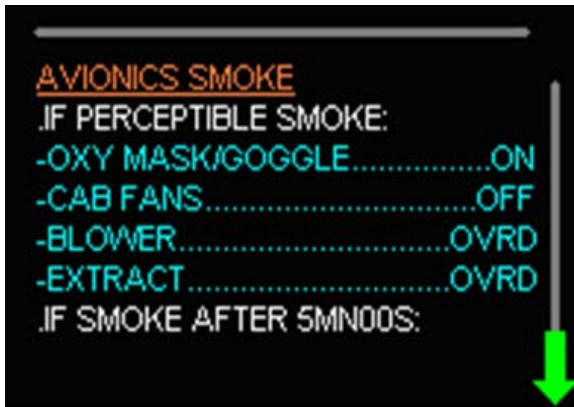 AVIONICS SMOKE
.IF PERCEPTIBLE SMOKE:
-OXY MASK/GOGGLE...............ON
-CAB FANS.............................OFF
-BLOWER.............................OVRD
-EXTRACT............................OVRD
.IF SMOKE AFTER 5MN00S: